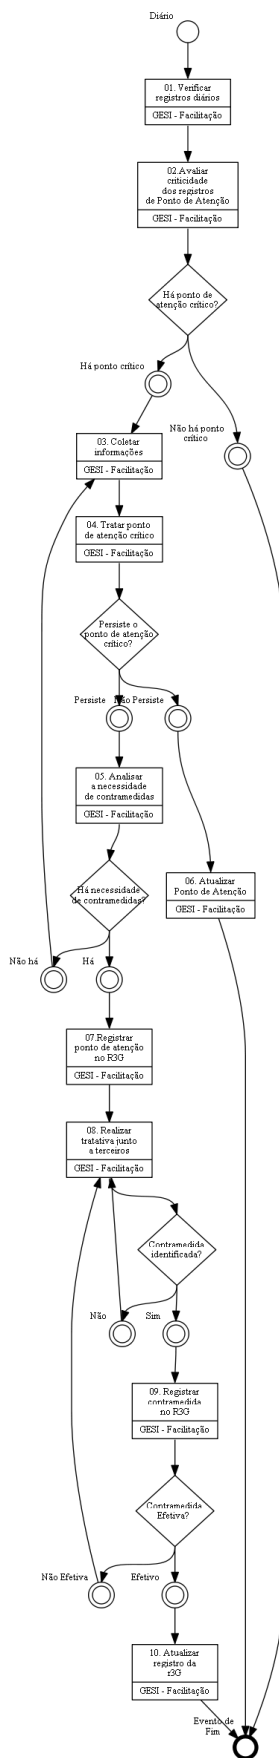 Diário
01. Verificar
registros diários
GESI - Facilitação
02.Avaliar
criticidade
dos registros
de Ponto de Atenção
GESI - Facilitação
Há ponto de
atenção crítico?
Há ponto crítico
Não há ponto
crítico
03. Coletar
informações
GESI - Facilitação
04. Tratar ponto
de atenção crítico
GESI - Facilitação
Persiste o
ponto de atenção
crítico?
Persiste
Não Persiste
05. Analisar
a necessidade
de contramedidas
GESI - Facilitação
06. Atualizar
Ponto de Atenção
GESI - Facilitação
Há necessidade
de contramedidas?
Não há
Há
07.Registrar
ponto de atenção
no R3G
GESI - Facilitação
08. Realizar
tratativa junto
a terceiros
GESI - Facilitação
Contramedida
identificada?
Não
Sim
09. Registrar
contramedida
no R3G
GESI - Facilitação
Contramedida
Efetiva?
Não Efetiva
Efetivo
10. Atualizar
registro da
r3G
GESI - Facilitação
Evento de
Fim